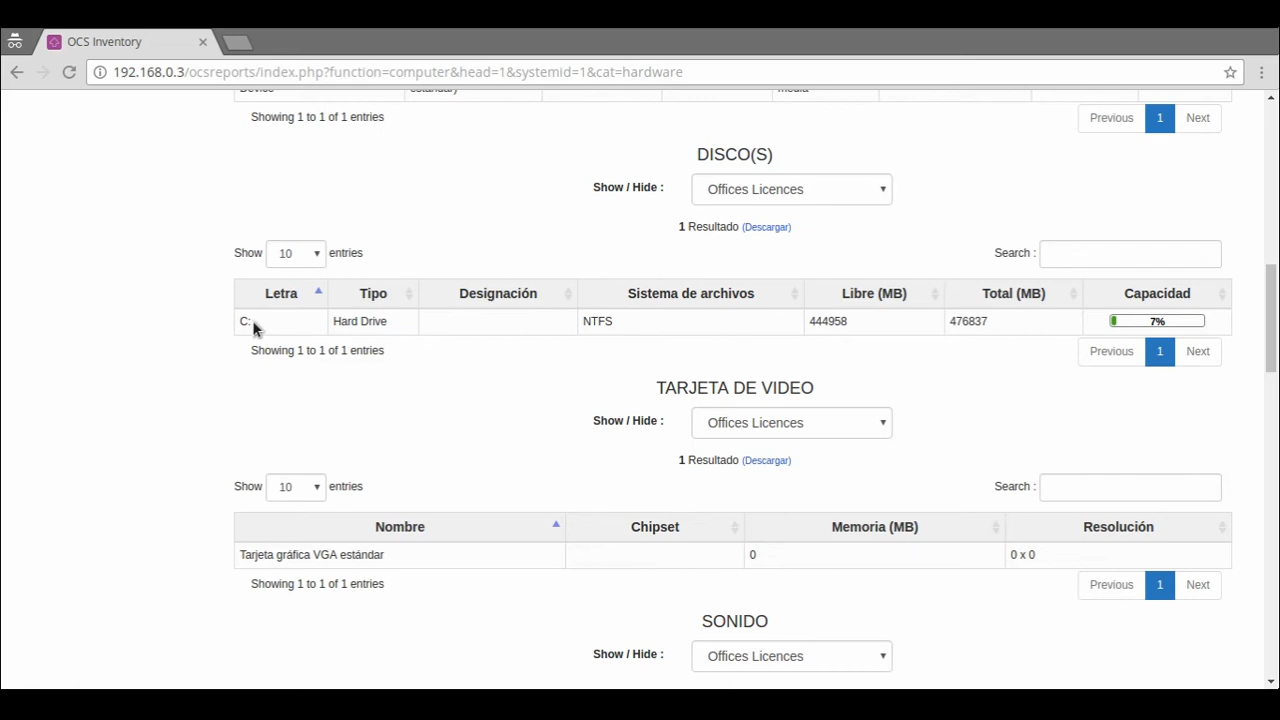 OCS Inventory
192.168.0.3/ocsreports/index.php?function=computer&head=1&systemid=1&cat=hardware
Showing 1 to 1 of 1 entries Previous 1 Next
DISCO(S)
Show / Hide : Offices Licences
1 Resultado (Descargar)
Show 10 entries Search :
Letra Tipo Designación Sistema de archivos Libre (MB) Total (MB) Capacidad
C: Hard Drive NTFS 444958 476837 7%
Showing 1 to 1 of 1 entries Previous 1 Next
TARJETA DE VIDEO
Show / Hide : Offices Licences
1 Resultado (Descargar)
Show 10 entries Search :
Nombre Chipset Memoria (MB) Resolución
Tarjeta gráfica VGA estándar 0 0 x 0
Showing 1 to 1 of 1 entries Previous 1 Next
SONIDO
Show / Hide : Offices Licences